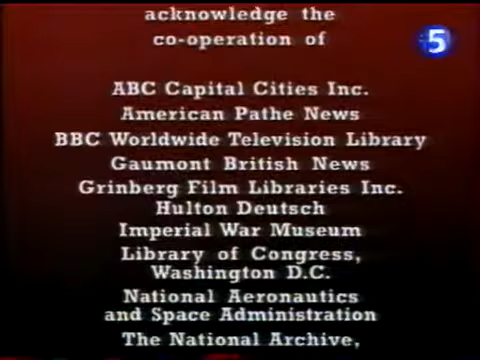 acknowledge the
co-operation of
5
ABC Capital Cities Inc.
American Pathe News
BBC Worldwide Television Library
Gaumont British News
Grinberg Film Libraries Inc.
Hulton Deutsch
Imperial War Museum
Library of Congress,
Washington D.C.
National Aeronautics
and Space Administration
The National Archive,